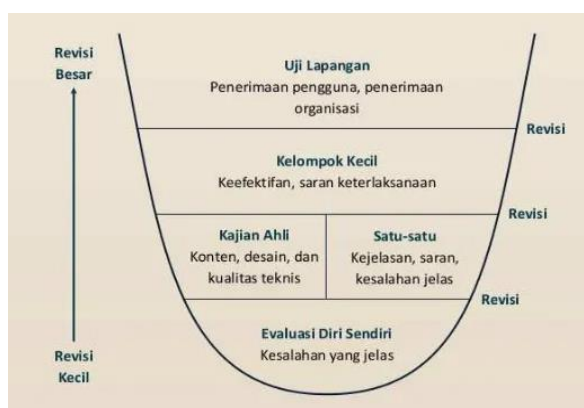 Revisi
Besar
Uji Lapangan
Penerimaan pengguna, penerimaan
organisasi
Revisi
Kelompok Kecil
Keefektifan, saran keterlaksanaan
Revisi
Kajian Ahli
Konten, desain, dan
kualitas teknis
Satu-satu
Kejelasan, saran,
kesalahan jelas
Revisi
Evaluasi Diri Sendiri
Kesalahan yang jelas
Revisi
Kecil